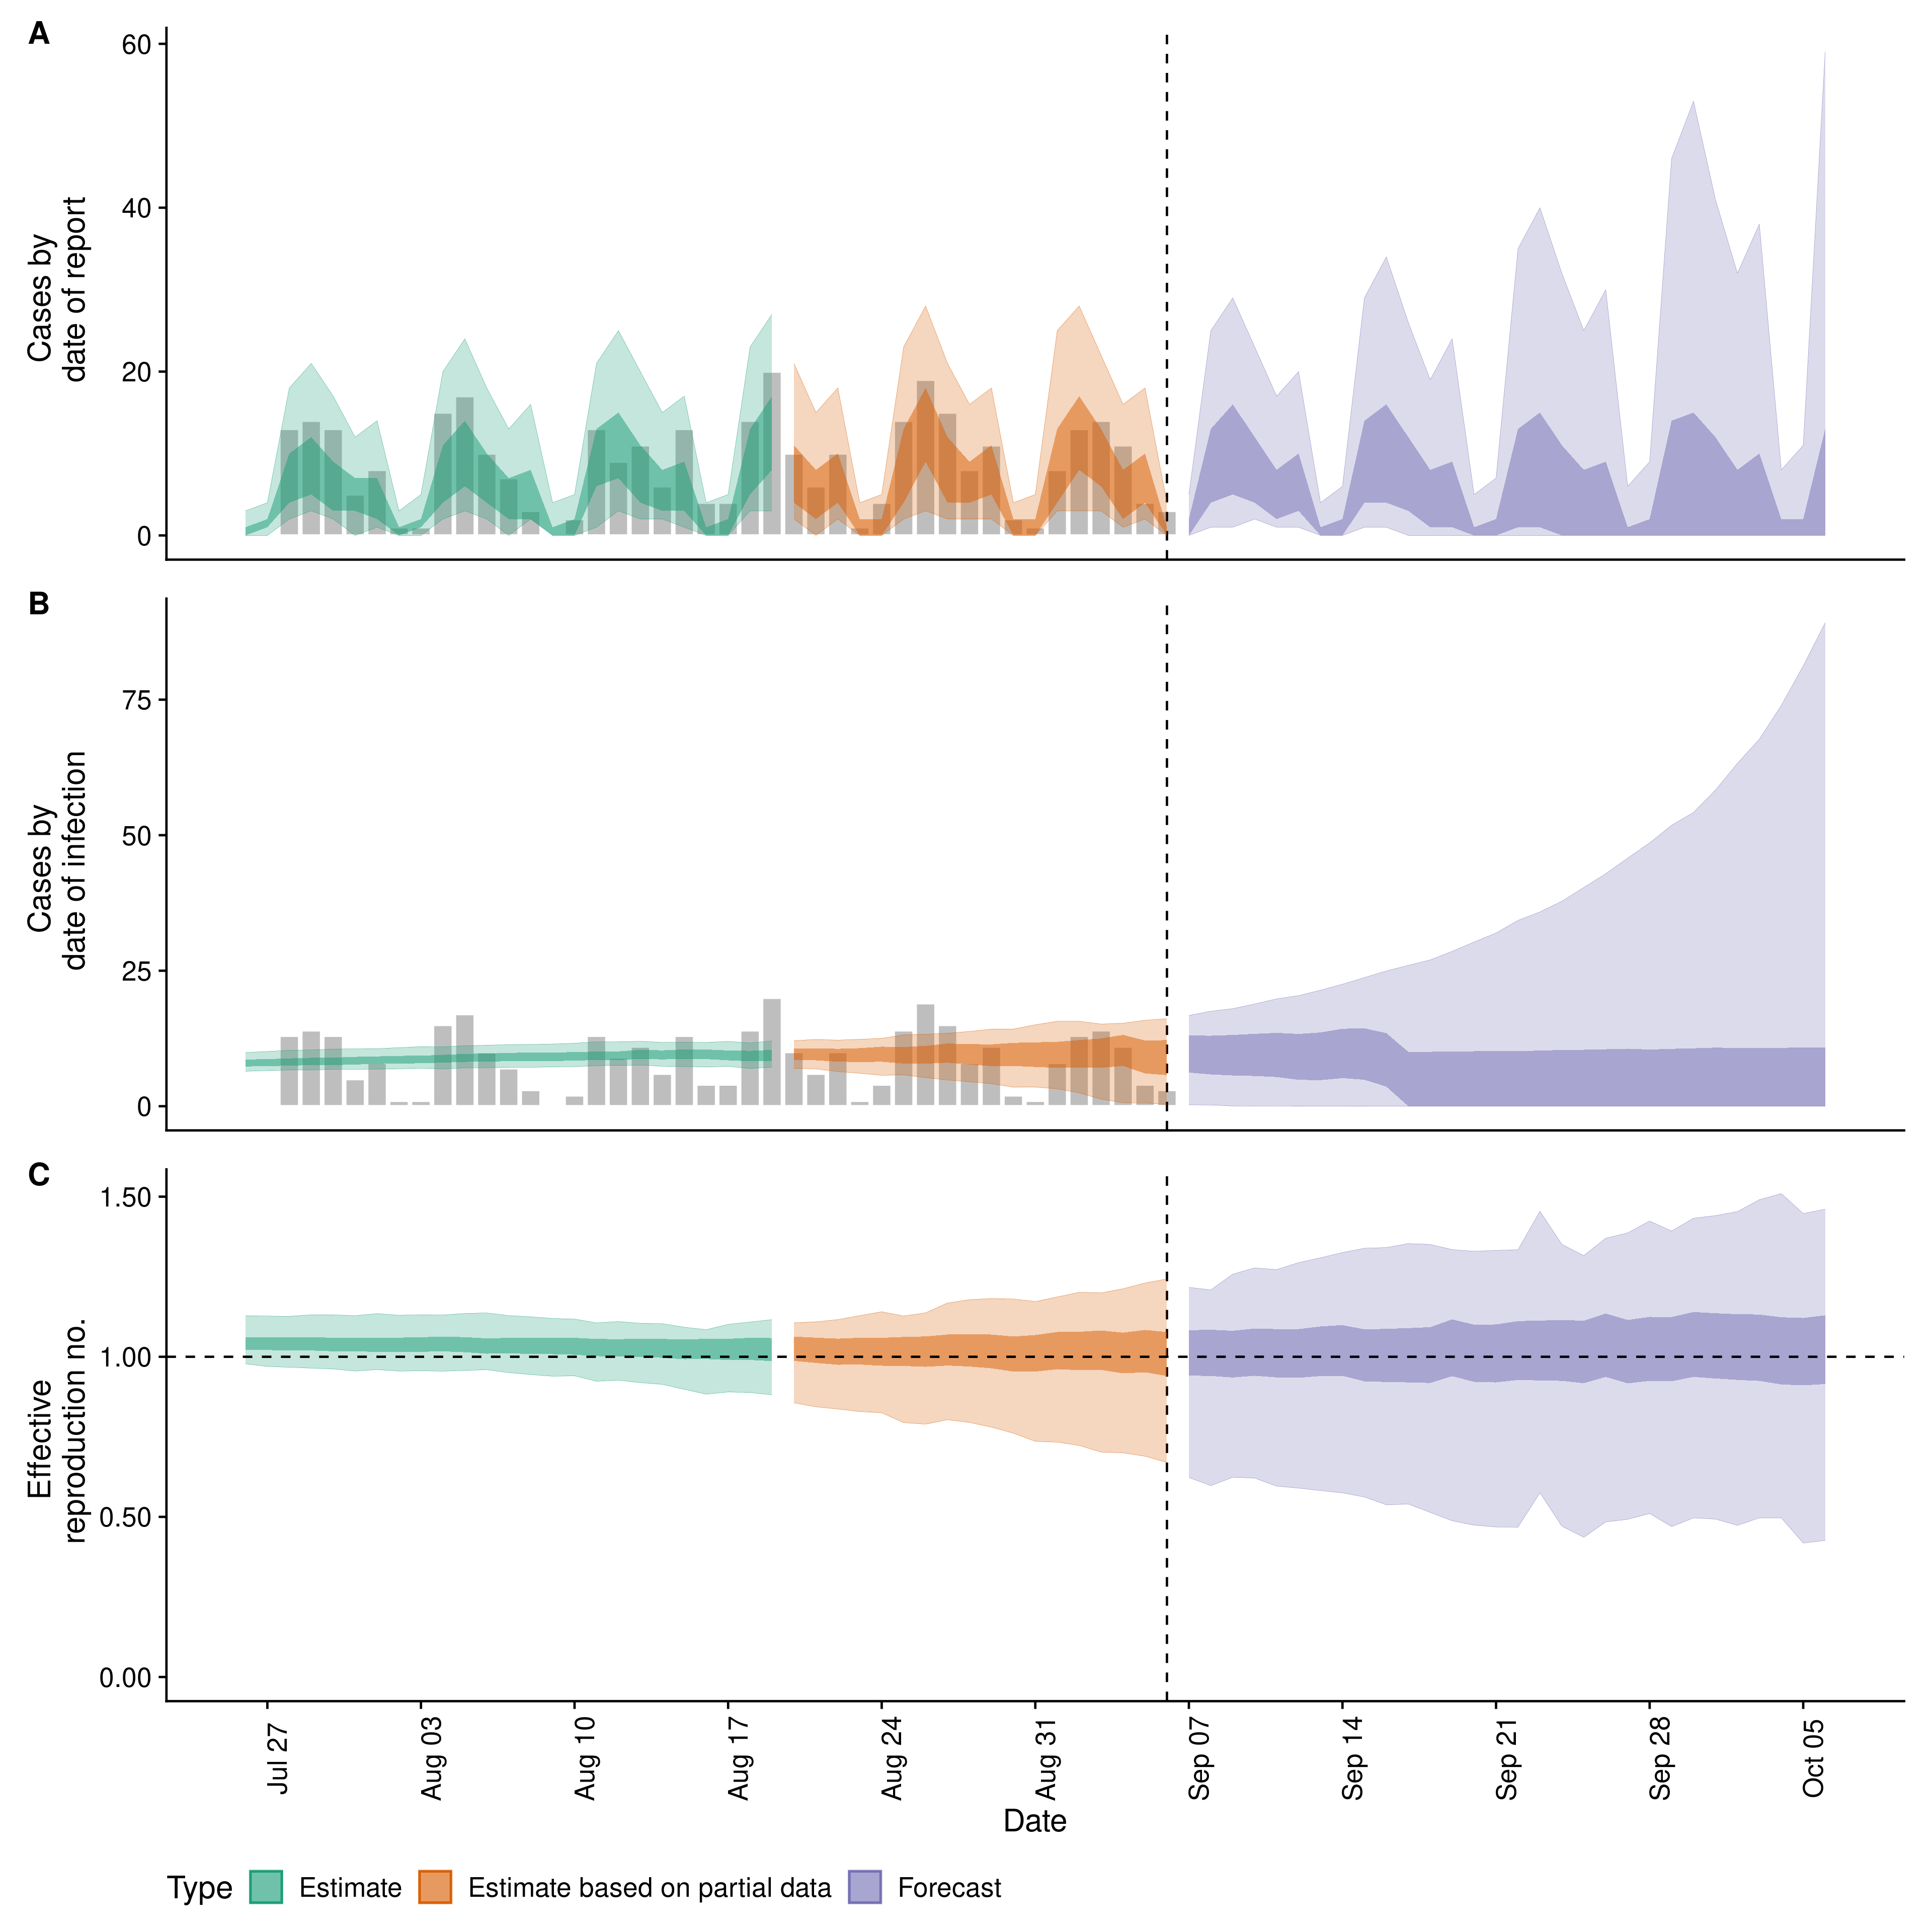 A
Cases by
date of report
60
40
20
0
B
Cases by
date of infection
75
50
25
0
C
Effective
reproduction no.
1.50
1.00
0.50
0.00
Jul 27
Aug 03
Aug 10
Aug 17
Aug 24
Aug 31
Sep 07
Sep 14
Sep 21
Sep 28
Oct 05
Date
Type Estimate Estimate based on partial data Forecast